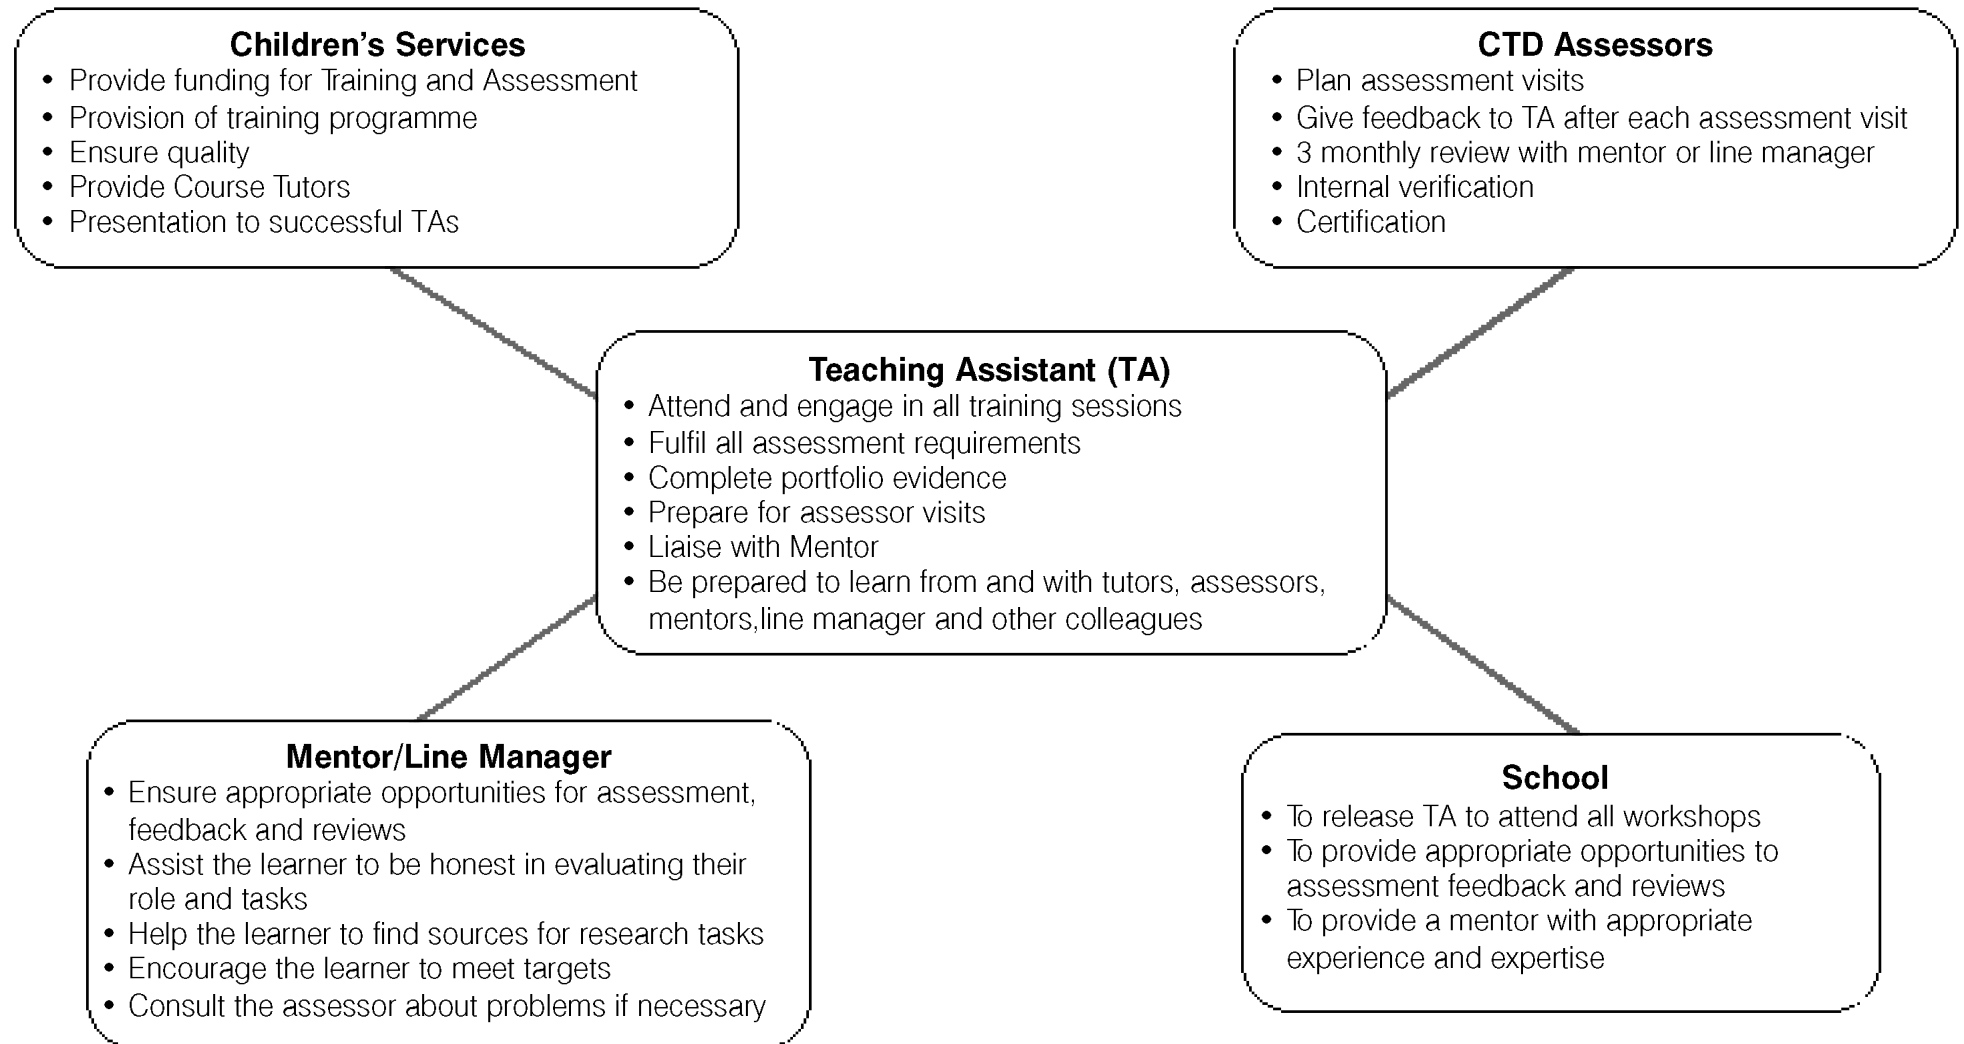 Children's Services
• Provide funding for Training and Assessment
• Provision of training programme
• Ensure quality
• Provide Course Tutors
• Presentation to successful TAs
CTD Assessors
• Plan assessment visits
• Give feedback to TA after each assessment visit
• 3 monthly review with mentor or line manager
• Internal verification
• Certification
Teaching Assistant (TA)
• Attend and engage in all training sessions
• Fulfil all assessment requirements
• Complete portfolio evidence
• Prepare for assessor visits
• Liaise with Mentor
• Be prepared to learn from and with tutors, assessors,
mentors,line manager and other colleagues
Mentor/Line Manager
• Ensure appropriate opportunities for assessment,
feedback and reviews
• Assist the learner to be honest in evaluating their
role and tasks
• Help the learner to find sources for research tasks
• Encourage the learner to meet targets
• Consult the assessor about problems if necessary
School
• To release TA to attend all workshops
• To provide appropriate opportunities to
assessment feedback and reviews
• To provide a mentor with appropriate
experience and expertise